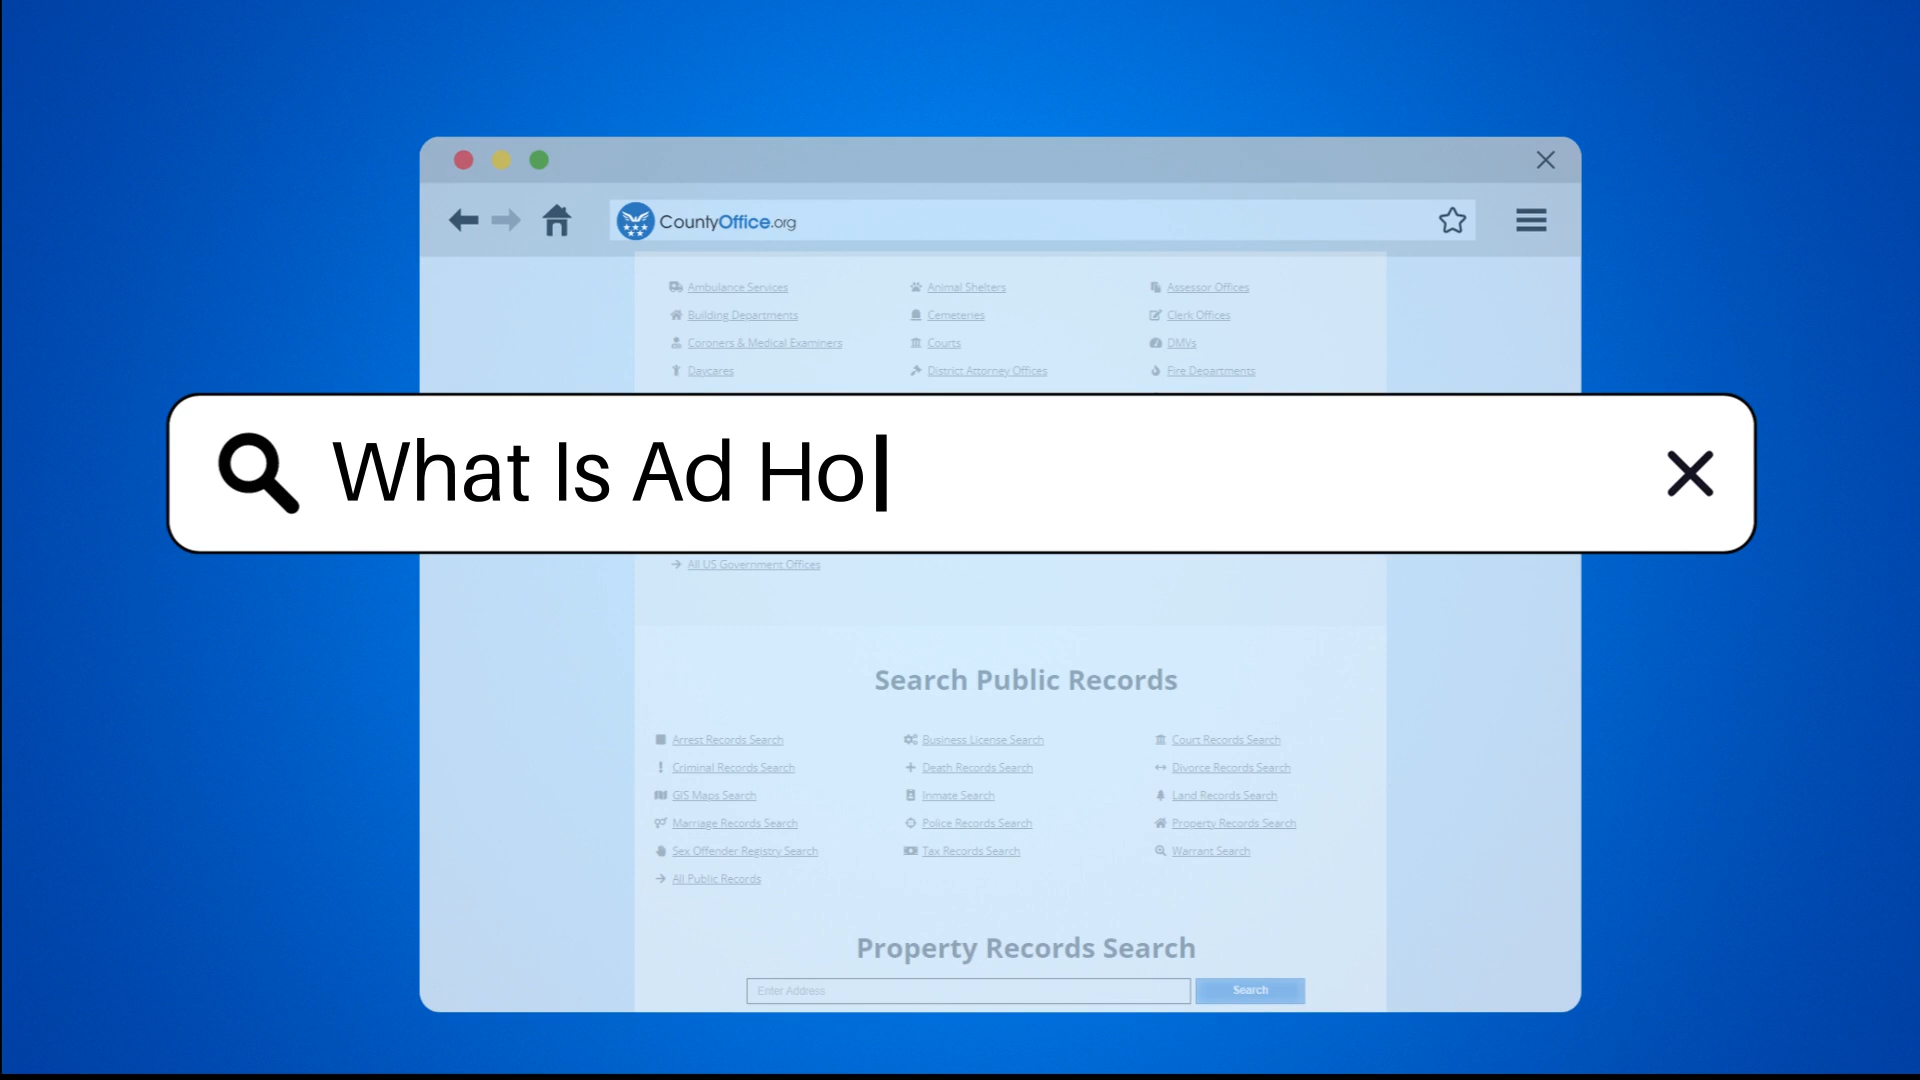 CountyOffice.org
Ambulance Services Animal Shelters Assessor Offices
Building Departments Cemeteries Clerk Offices
Coroners & Medical Examiners Courts DMVs
Daycares District Attorney Offices Fire Departments
What Is Ad Ho
All US Government Offices
Search Public Records
Arrest Records Search Business License Search Court Records Search
Criminal Records Search Death Records Search Divorce Records Search
GIS Maps Search Inmate Search Land Records Search
Marriage Records Search Police Records Search Property Records Search
Sex Offender Registry Search Tax Records Search Warrant Search
All Public Records
Property Records Search
Enter Address Search